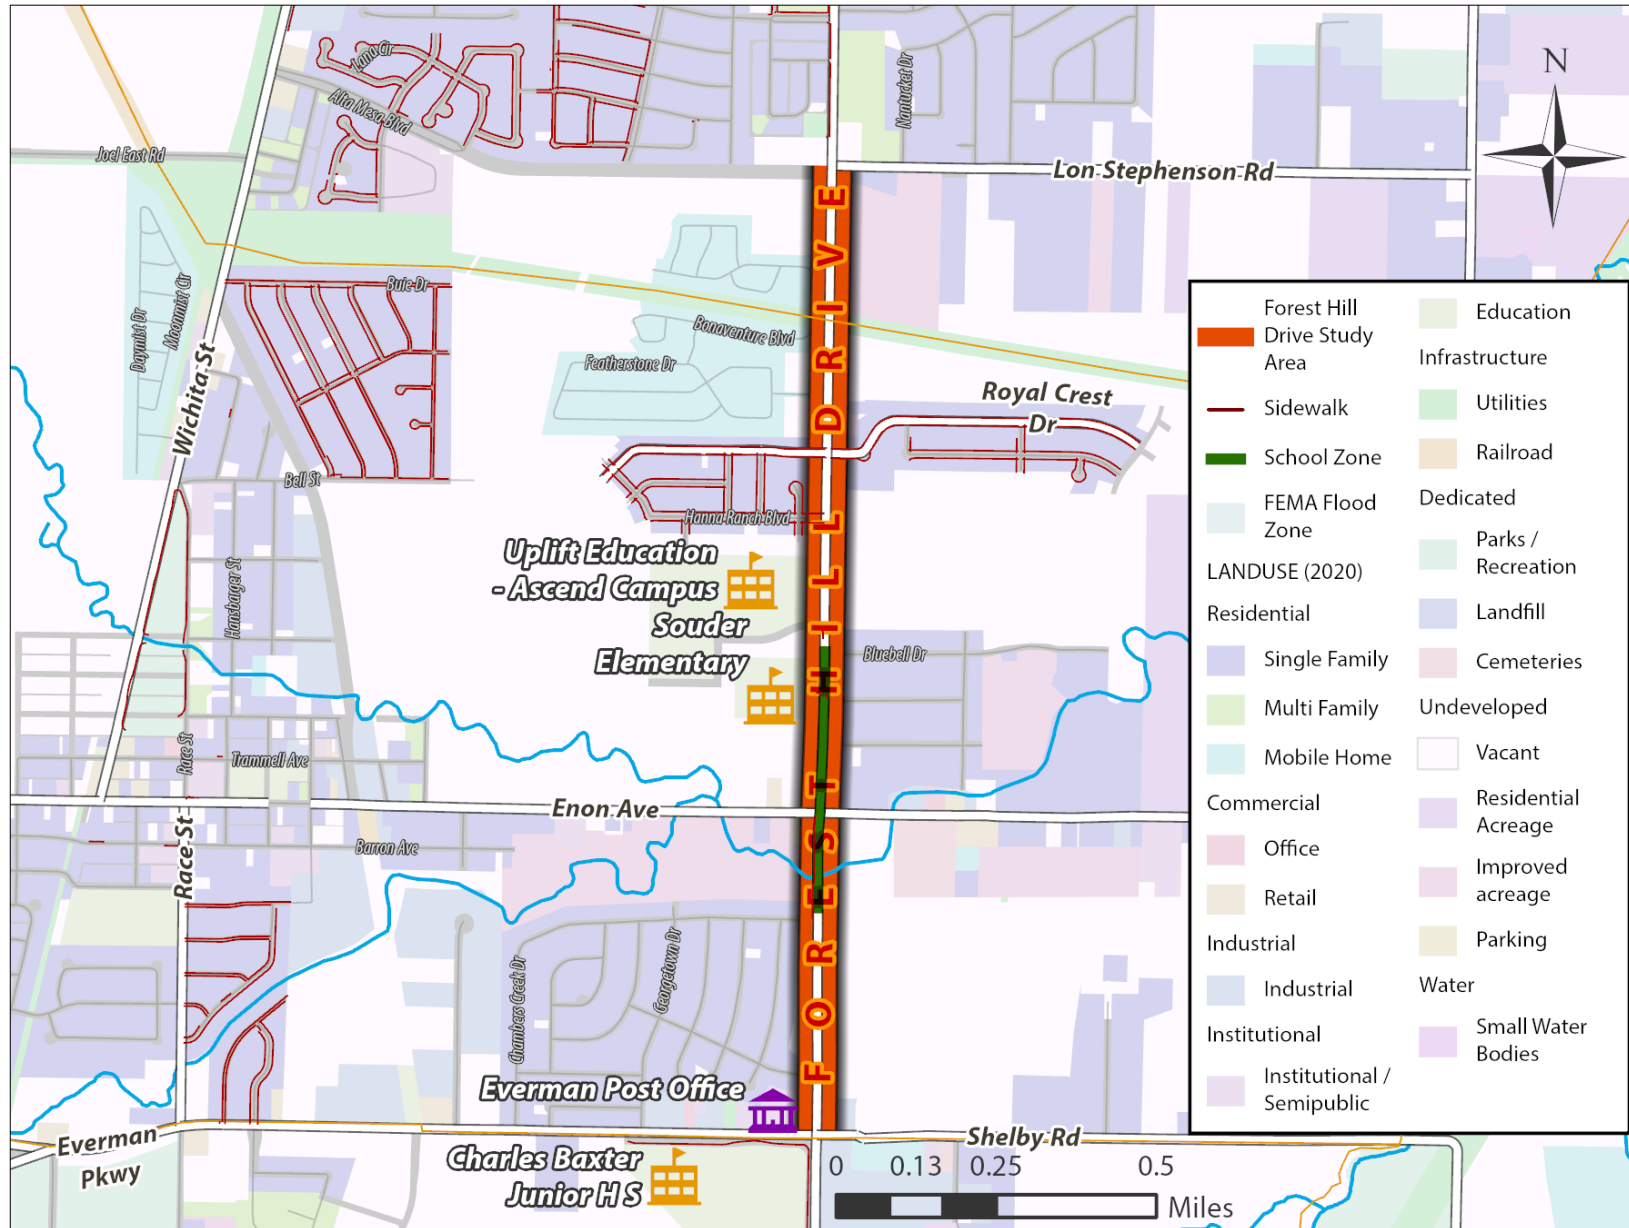 Lana Cir
Alta Mesa Blvd
Nantucket Dr
N
Joel East Rd
Lon Stephenson Rd
Daymist Dr
Moonmist Cir
Wichita St
Buie Dr
Bonaventure Blvd
Featherstone Dr
Royal Crest
Dr
Bell St
Hanna Ranch Blvd
Uplift Education
- Ascend Campus
Souder
Elementary
Hansbarger St
Bluebell Dr
Race St
Trammell Ave
Enon Ave
Race St
Barron Ave
Chambers Creek Dr
Georgetown Dr
FOREST HILL DRIVE
Everman Post Office
Everman
Pkwy
Shelby Rd
Charles Baxter
Junior H S
0 0.13 0.25 0.5
Miles
Forest Hill
Drive Study
Area
Sidewalk
School Zone
FEMA Flood
Zone
LANDUSE (2020)
Residential
Single Family
Multi Family
Mobile Home
Commercial
Office
Retail
Industrial
Industrial
Institutional
Institutional /
Semipublic
Education
Infrastructure
Utilities
Railroad
Dedicated
Parks /
Recreation
Landfill
Cemeteries
Undeveloped
Vacant
Residential
Acreage
Improved
acreage
Parking
Water
Small Water
Bodies